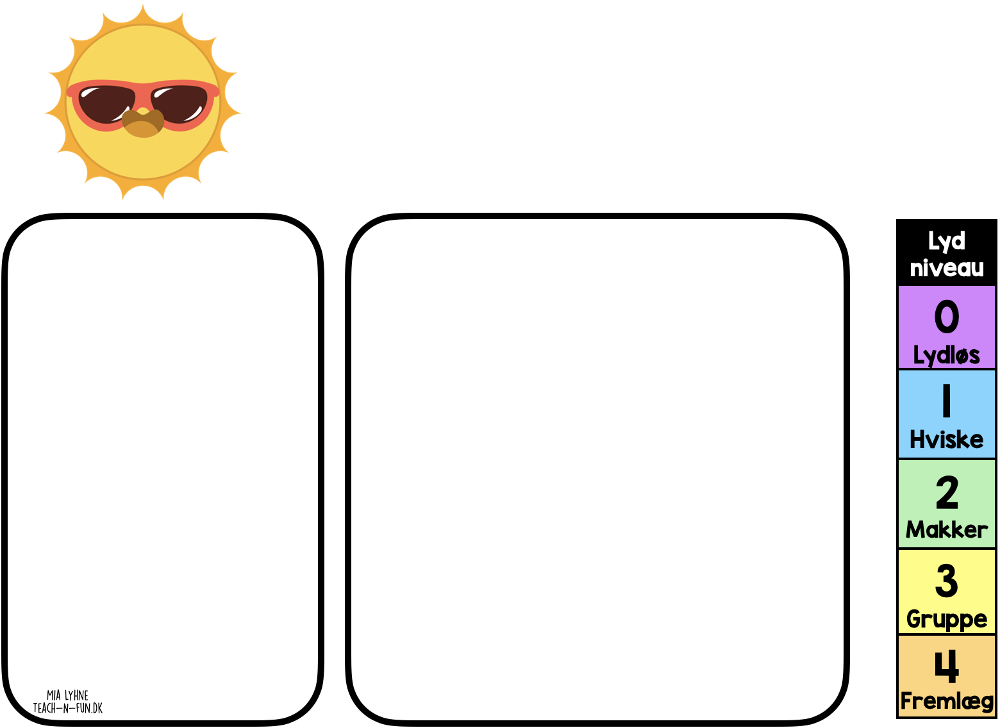 Lyd
niveau
0
Lydløs
1
Hviske
2
Makker
3
Gruppe
4
Fremlæg
MIA LYHNE
TEACH-N-FUN.DK